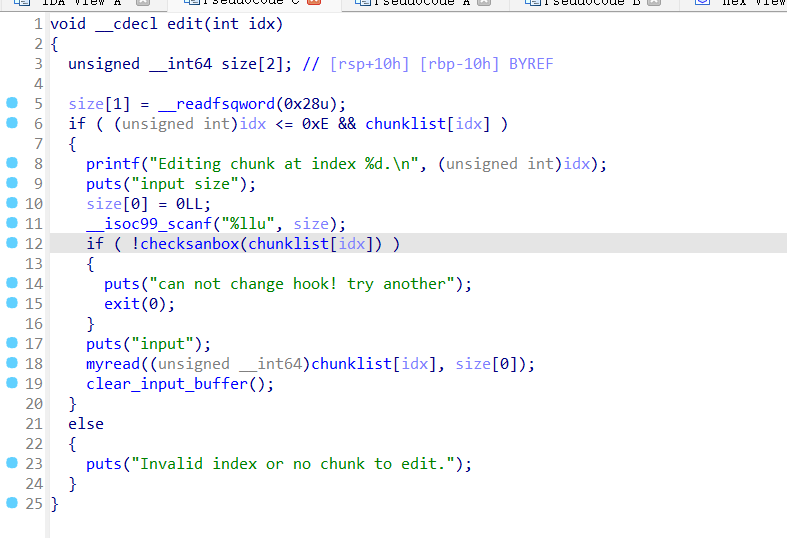 IDA View A Pseudocode C Pseudocode A Pseudocode B Hex View
1 void __cdecl edit(int idx)
2 {
3 unsigned __int64 size[2]; // [rsp+10h] [rbp-10h] BYREF
4
5 size[1] = __readfsqword(0x28u);
6 if ( (unsigned int)idx <= 0xE && chunklist[idx] )
7 {
8 printf("Editing chunk at index %d.\n", (unsigned int)idx);
9 puts("input size");
10 size[0] = 0LL;
11 __isoc99_scanf("%llu", size);
12 if ( !checksanbox(chunklist[idx]) )
13 {
14 puts("can not change hook! try another");
15 exit(0);
16 }
17 puts("input");
18 myread((unsigned __int64)chunklist[idx], size[0]);
19 clear_input_buffer();
20 }
21 else
22 {
23 puts("Invalid index or no chunk to edit.");
24 }
25 }